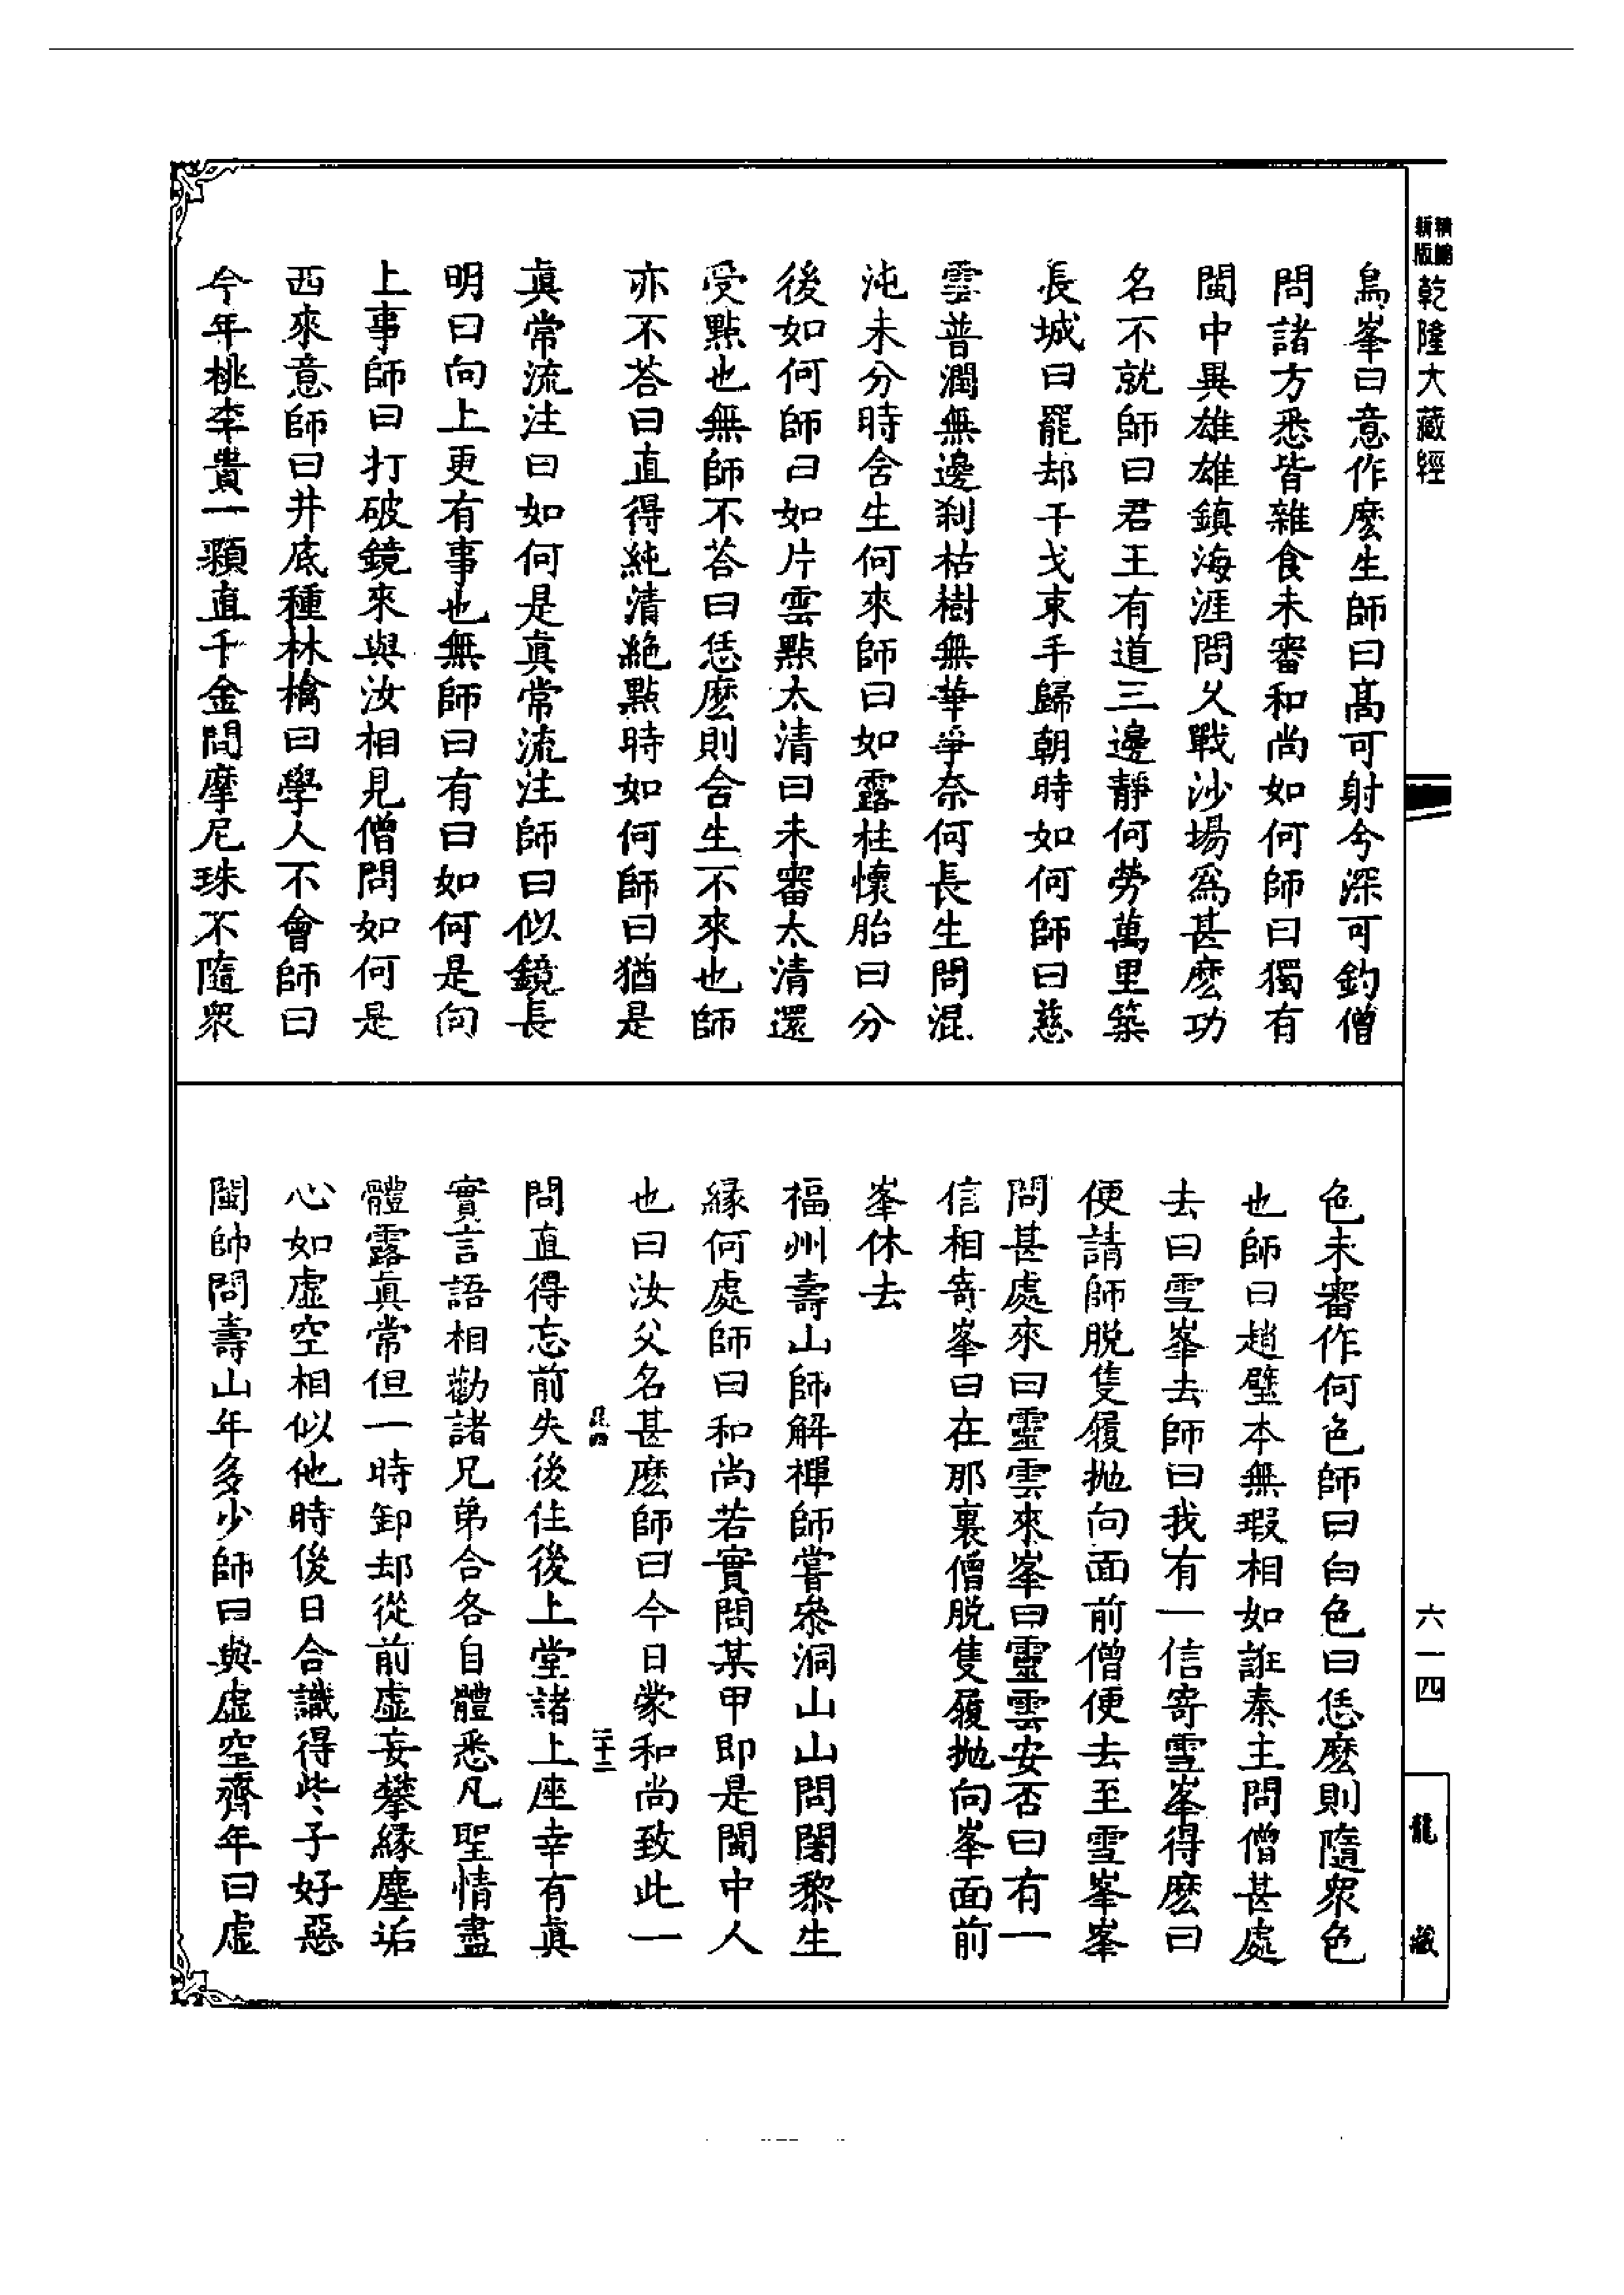 精編
新版
乾隆大藏經
鳥峯曰意作麽生師曰高可射兮深可釣僧
問諸方悉皆雜食未審和尚如何師曰獨有
閩中異雄雄鎮海涯問久戰沙場爲甚麽功
名不就師曰君王有道三邊靜何勞萬里築
長城曰罷却干戈束手歸朝時如何師曰慈
雲普潤無邊刹枯樹無華爭奈何長生問混
沌未分時含生何來師曰如露柱懷胎曰分
後如何師曰如片雲點太清曰未審太清還
受點也無師不荅曰恁麽則含生不來也師
亦不荅曰直得純清絶點時如何師曰猶是
真常流注曰如何是真常流注師曰似鏡長
明曰向上更有事也無師曰有曰如何是向
上事師曰打破鏡來與汝相見僧問如何是
西來意師曰井底種林檎曰學人不會師曰
今年桃李貴一顆直千金問摩尼珠不隨衆
色未審作何色師曰白色曰恁麽則隨衆色
也師曰趙璧本無瑕相如誑秦主問僧甚處
去曰雪峯去師曰我有一信寄雪峯得麽曰
便請師脱隻履抛向面前僧便去至雪峯峯
問甚處來曰靈雲來峯曰靈雲安否曰有一
信相寄峯曰在那裏僧脱隻履抛向峯面前
峯休去
福州壽山師解禪師嘗叅洞山山問闍黎生
緣何處師曰和尚若實問某甲即是閩中人
也曰汝父名甚麽師曰今日蒙和尚致此一
二十二
問直得忘前失後住後上堂諸上座幸有真
實言語相勸諸兄弟合各自體悉凡聖情盡
體露真常但一時卸却從前虛妄攀緣塵垢
心如虛空相似他時後日合識得些子好惡
閩帥問壽山年多少師曰與虛空齊年曰虛
六一四
龍藏